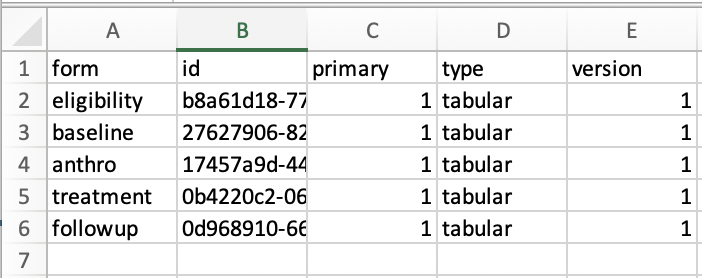 A B C D E
1 form id primary type version
2 eligibility b8a61d18-77 1 tabular 1
3 baseline 27627906-82 1 tabular 1
4 anthro 17457a9d-44 1 tabular 1
5 treatment 0b4220c2-06 1 tabular 1
6 followup 0d968910-66 1 tabular 1
7